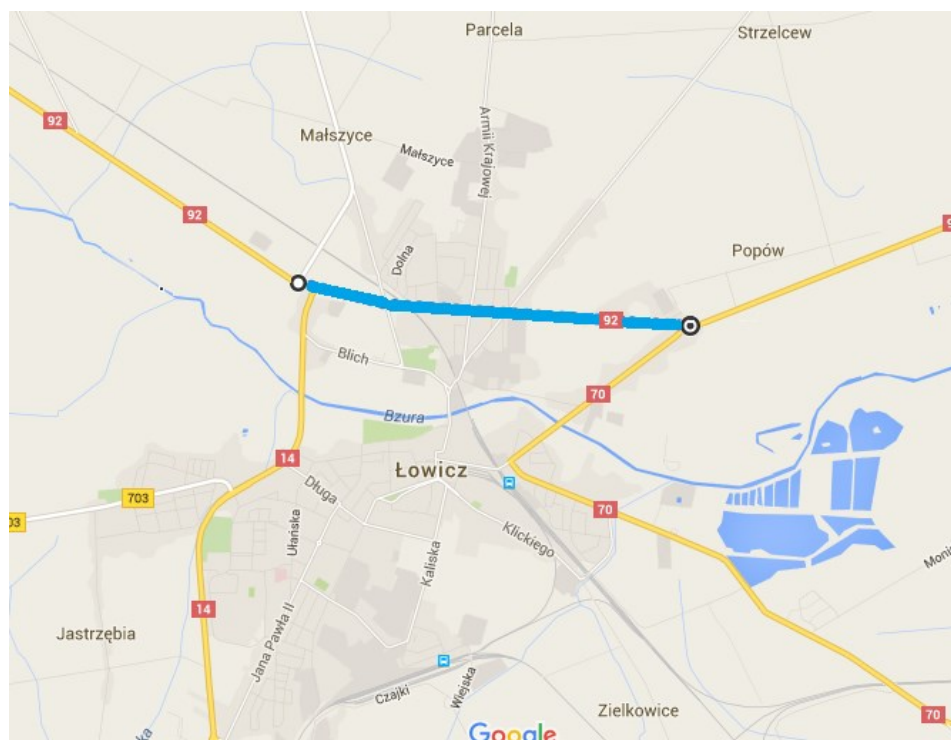 Parcela
Strzelcew
92
Małszyce
Małszyce
Armii Krajowej
92
Dolna
Popów
92
Blich
70
Bzura
14
Łowicz
703
Długa
Ułańska
70
Klickiego
Kaliska
14
Jastrzębia
Jana Pawła II
Czajki
Wiejska
Zielkowice
70
Google